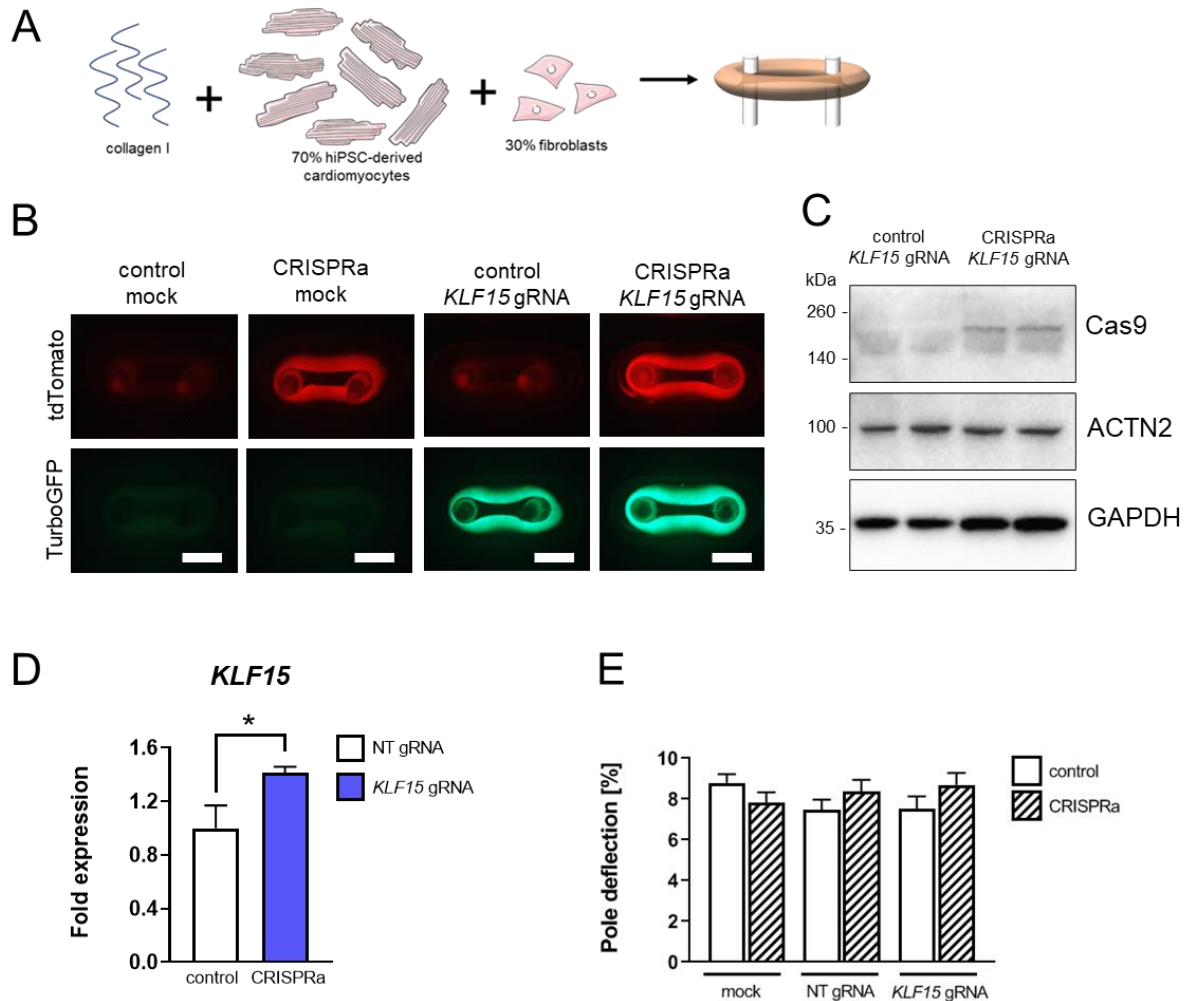 A
collagen I
+
70% hiPSC-derived
cardiomyocytes
+
30% fibroblasts
B
control
mock
CRISPRa
mock
control
KLF15 gRNA
CRISPRa
KLF15 gRNA
tdTomato
TurboGFP
C
control
KLF15 gRNA
CRISPRa
KLF15 gRNA
kDa
260 -
140 -
Cas9
100 -
ACTN2
35 -
GAPDH
D
KLF15
*
Fold expression
1.6
1.2
0.8
0.4
0.0
control
CRISPRa
NT gRNA
KLF15 gRNA
E
Pole deflection [%]
10
8
6
4
2
0
mock
NT gRNA
KLF15 gRNA
control
CRISPRa